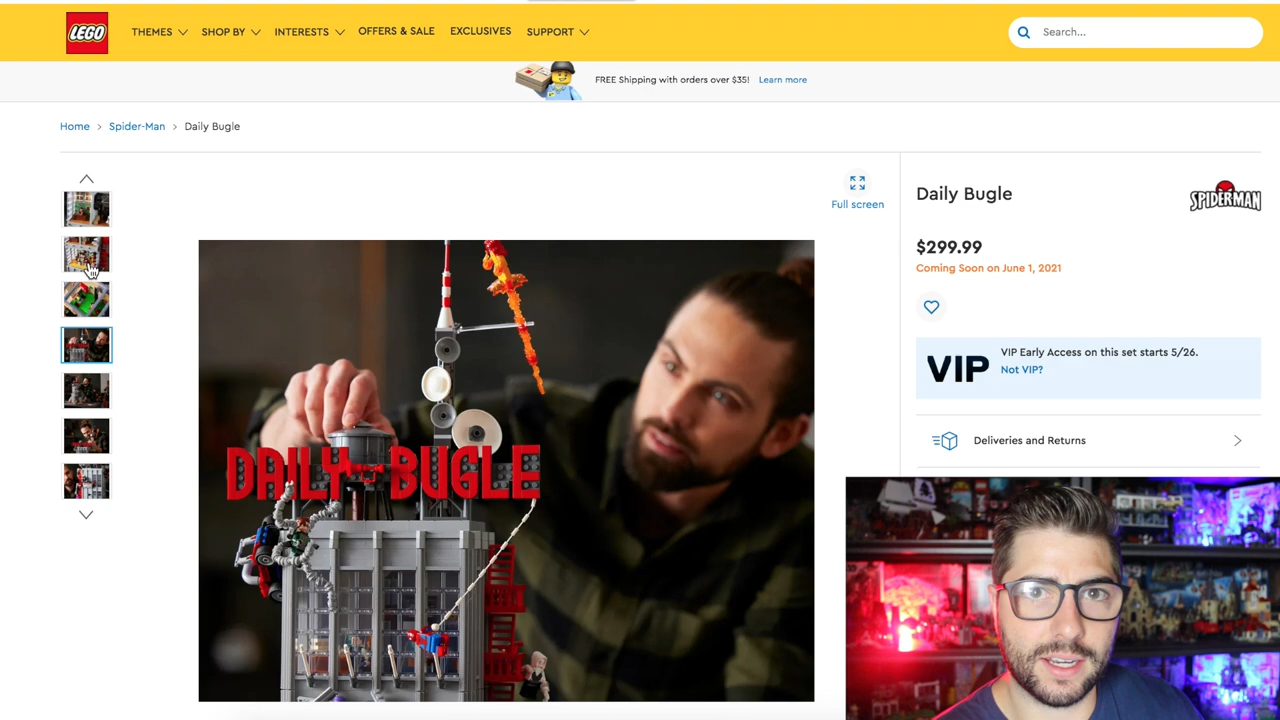 LEGO
THEMES SHOP BY INTERESTS OFFERS & SALE EXCLUSIVES SUPPORT
Search...
FREE Shipping with orders over $35! Learn more
Home > Spider-Man > Daily Bugle
Full screen
Daily Bugle
SPIDERMAN
$299.99
Coming Soon on June 1, 2021
VIP
VIP Early Access on this set starts 5/26.
Not VIP?
Deliveries and Returns
DAILY BUGLE